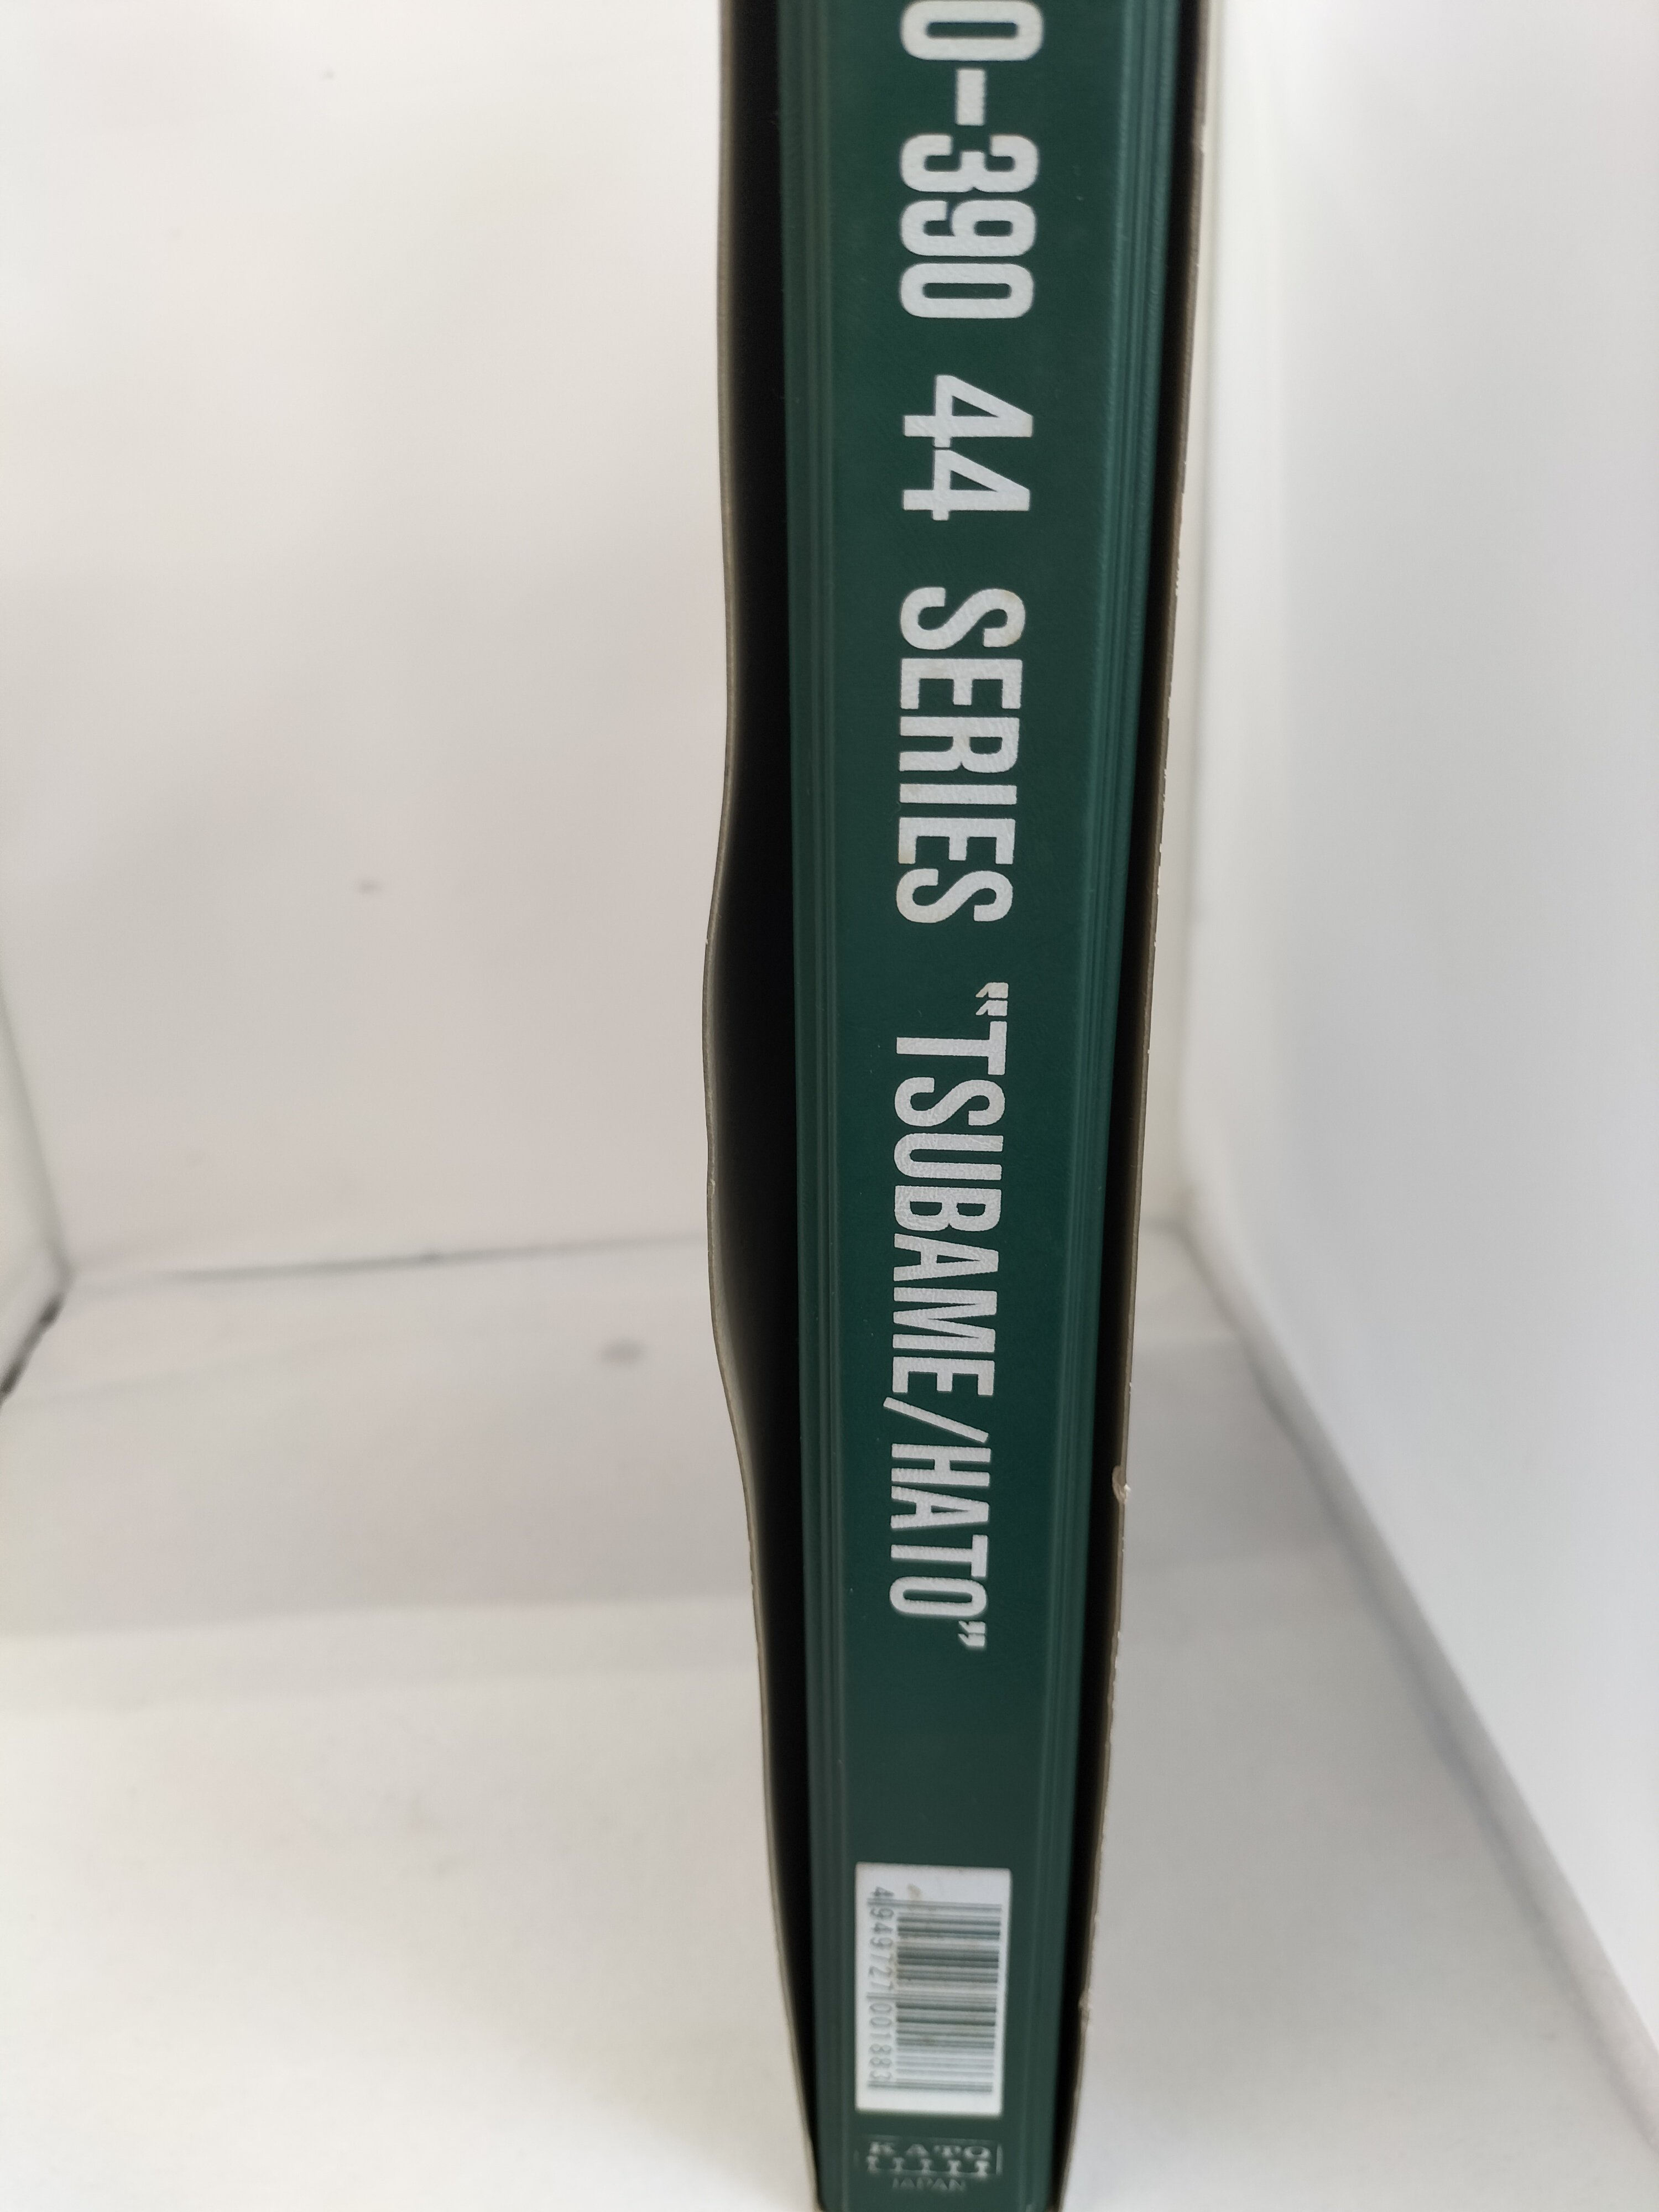 0-390 44 SERIES “TSUBAME/HATO”
4949727001883
KATO
JAPAN